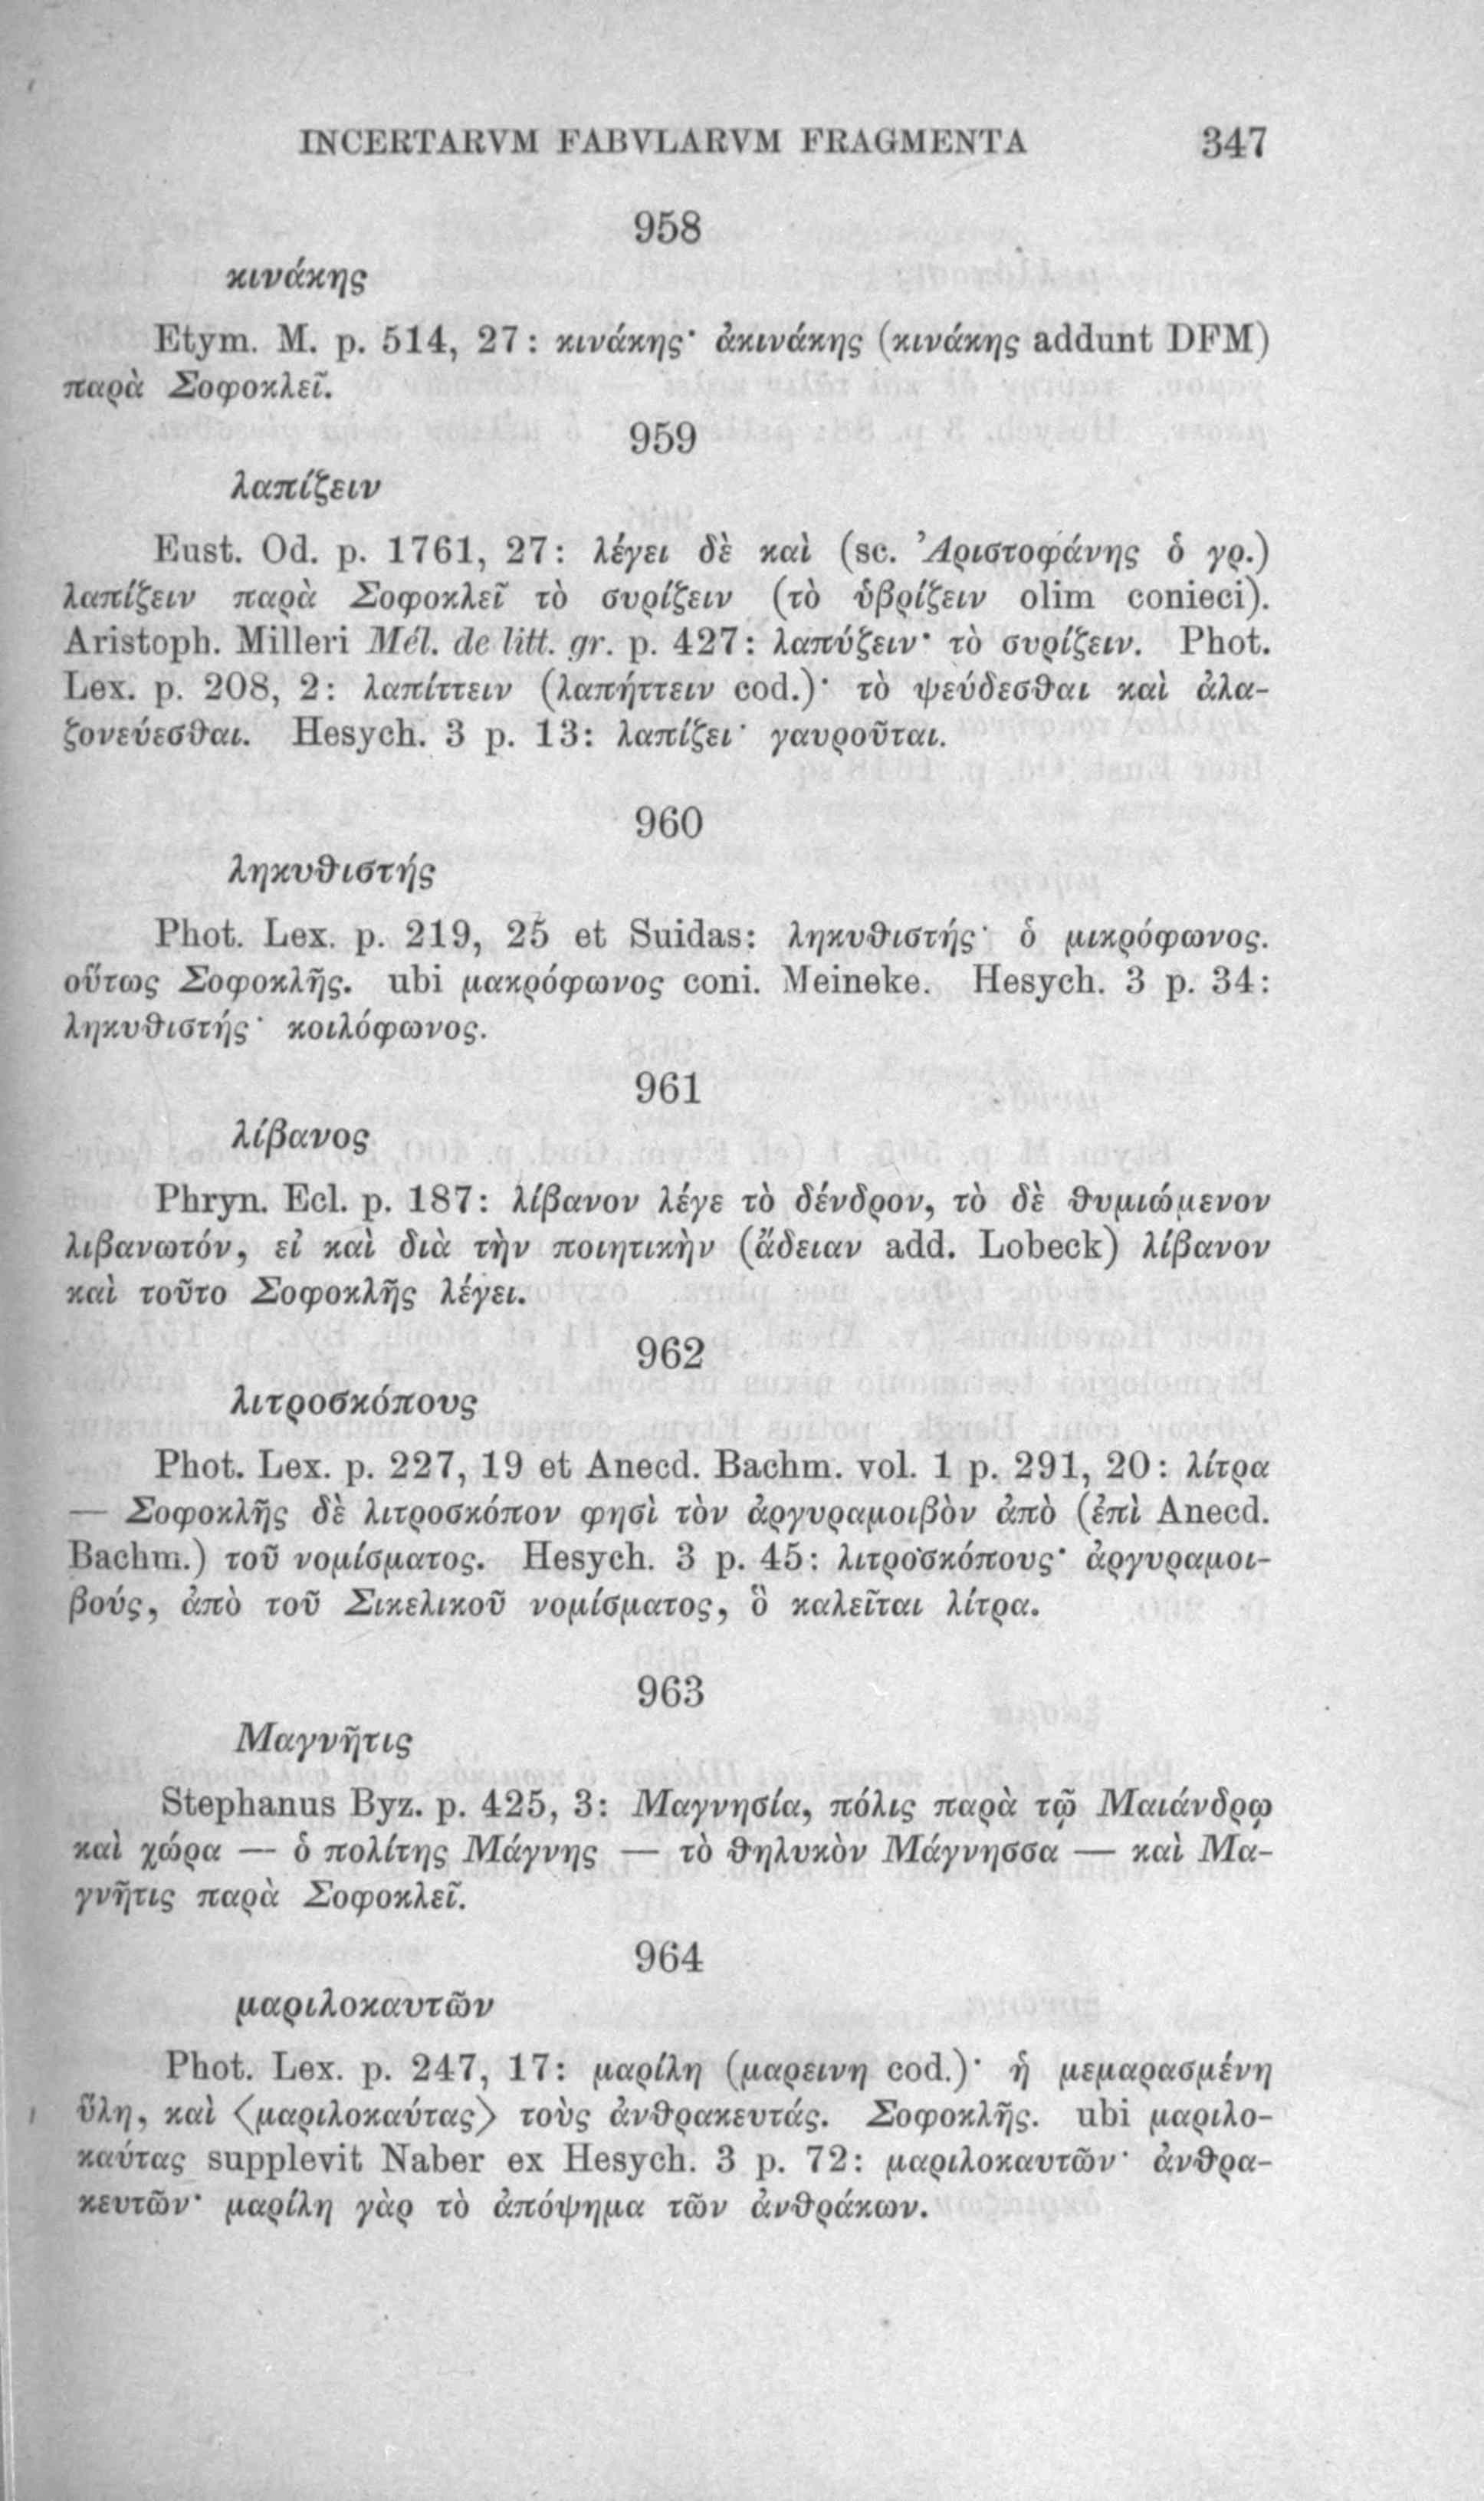 INCERTARVM FABVLARVM FRAGMENTA 347
958
κινάκης
Etym. M. p. 514, 27: κινάκης· ἀκινάκης (κινάκης addunt DFM)
παρὰ Σοφοκλεῖ.
959
λαπίζειν
Eust. Od. p. 1761, 27: λέγει δὲ καὶ (sc. Ἀριστοφάνης ὁ γρ.)
λαπίζειν παρὰ Σοφοκλεῖ τὸ συρίζειν (τὸ ὑβρίζειν olim conieci).
Aristoph. Milleri Mél. de litt. gr. p. 427: λαπύζειν· τὸ συρίζειν. Phot.
Lex. p. 208, 2: λαπίττειν (λαπήττειν cod.)· τὸ ψεύδεσθαι καὶ ἀλα-
ζονεύεσθαι. Hesych. 3 p. 13: λαπίζει· γαυροῦται.
960
ληκυθιστής
Phot. Lex. p. 219, 25 et Suidas: ληκυθιστής· ὁ μικρόφωνος.
οὕτως Σοφοκλῆς. ubi μακρόφωνος coni. Meineke. Hesych. 3 p. 34:
ληκυθιστής· κοιλόφωνος.
961
λίβανος
Phryn. Ecl. p. 187: λίβανον λέγε τὸ δένδρον, τὸ δὲ θυμιώμενον
λιβανωτόν, εἰ καὶ διὰ τὴν ποιητικὴν (ἄδειαν add. Lobeck) λίβανον
καὶ τοῦτο Σοφοκλῆς λέγει.
962
λιτροσκόπους
Phot. Lex. p. 227, 19 et Anecd. Bachm. vol. 1 p. 291, 20: λίτρα
— Σοφοκλῆς δὲ λιτροσκόπον φησὶ τὸν ἀργυραμοιβὸν ἀπὸ (ἐπὶ Anecd.
Bachm.) τοῦ νομίσματος. Hesych. 3 p. 45: λιτροσκόπους· ἀργυραμοι-
βούς, ἀπὸ τοῦ Σικελικοῦ νομίσματος, ὃ καλεῖται λίτρα.
963
Μαγνῆτις
Stephanus Byz. p. 425, 3: Μαγνησία, πόλις παρὰ τῷ Μαιάνδρῳ
καὶ χώρα — ὁ πολίτης Μάγνης — τὸ θηλυκὸν Μάγνησσα — καὶ Μα-
γνῆτις παρὰ Σοφοκλεῖ.
964
μαριλοκαυτῶν
Phot. Lex. p. 247, 17: μαρίλη (μαρεινη cod.)· ἡ μεμαρασμένη
ὕλη, καὶ ⟨μαριλοκαύτας⟩ τοὺς ἀνθρακευτάς. Σοφοκλῆς. ubi μαριλο-
καύτας supplevit Naber ex Hesych. 3 p. 72: μαριλοκαυτῶν· ἀνθρα-
κευτῶν· μαρίλη γὰρ τὸ ἀπόψημα τῶν ἀνθράκων.